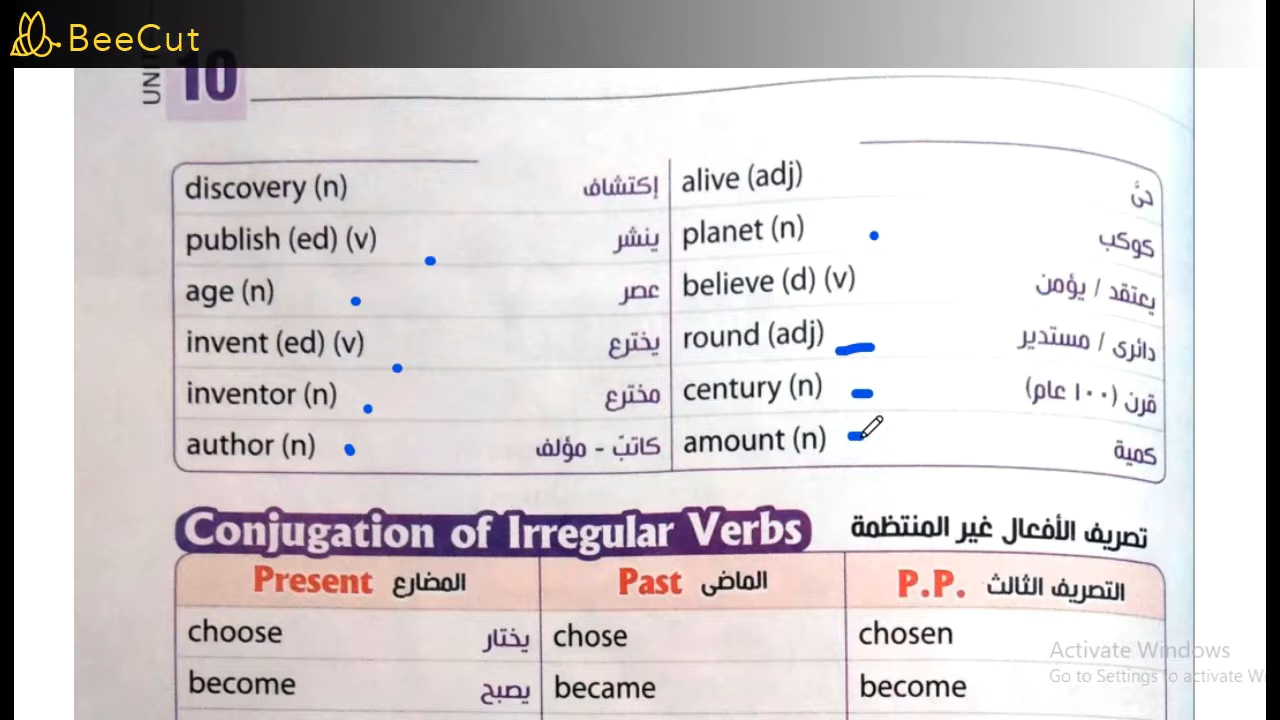 BeeCut
UNIT 10
discovery (n) إكتشاف
alive (adj) حىَّ
publish (ed) (v) ينشر
planet (n) كوكب
age (n) عصر
believe (d) (v) يعتقد / يؤمن
invent (ed) (v) يخترع
round (adj) دائرى / مستدير
inventor (n) مخترع
century (n) قرن (١٠٠ عام)
author (n) كاتبّ - مؤلف
amount (n) كمية
Conjugation of Irregular Verbs تصريف الأفعال غير المنتظمة
Present المضارع Past الماضى P.P. التصريف الثالث
choose يختار chose chosen
become يصبح became become
Activate Windows
Go to Settings to activate W